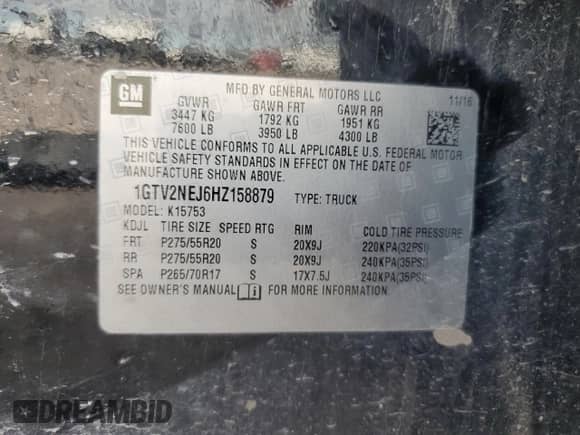 GM
MFD BY GENERAL MOTORS LLC
11/16
GVWR GAWR FRT GAWR RR
3447 KG 1792 KG 1951 KG
7600 LB 3950 LB 4300 LB
THIS VEHICLE CONFORMS TO ALL APPLICABLE U.S. FEDERAL MOTOR
VEHICLE SAFETY STANDARDS IN EFFECT ON THE DATE OF
MANUFACTURE SHOWN ABOVE.
1GTV2NEJ6HZ158879 TYPE: TRUCK
MODEL: K15753
KDJL TIRE SIZE SPEED RTG RIM COLD TIRE PRESSURE
FRT P275/55R20 S 20X9J 220KPA(32PSI)
RR P275/55R20 S 20X9J 240KPA(35PSI)
SPA P265/70R17 S 17X7.5J 240KPA(35PSI)
SEE OWNER'S MANUAL FOR MORE INFORMATION.
DREAMBID